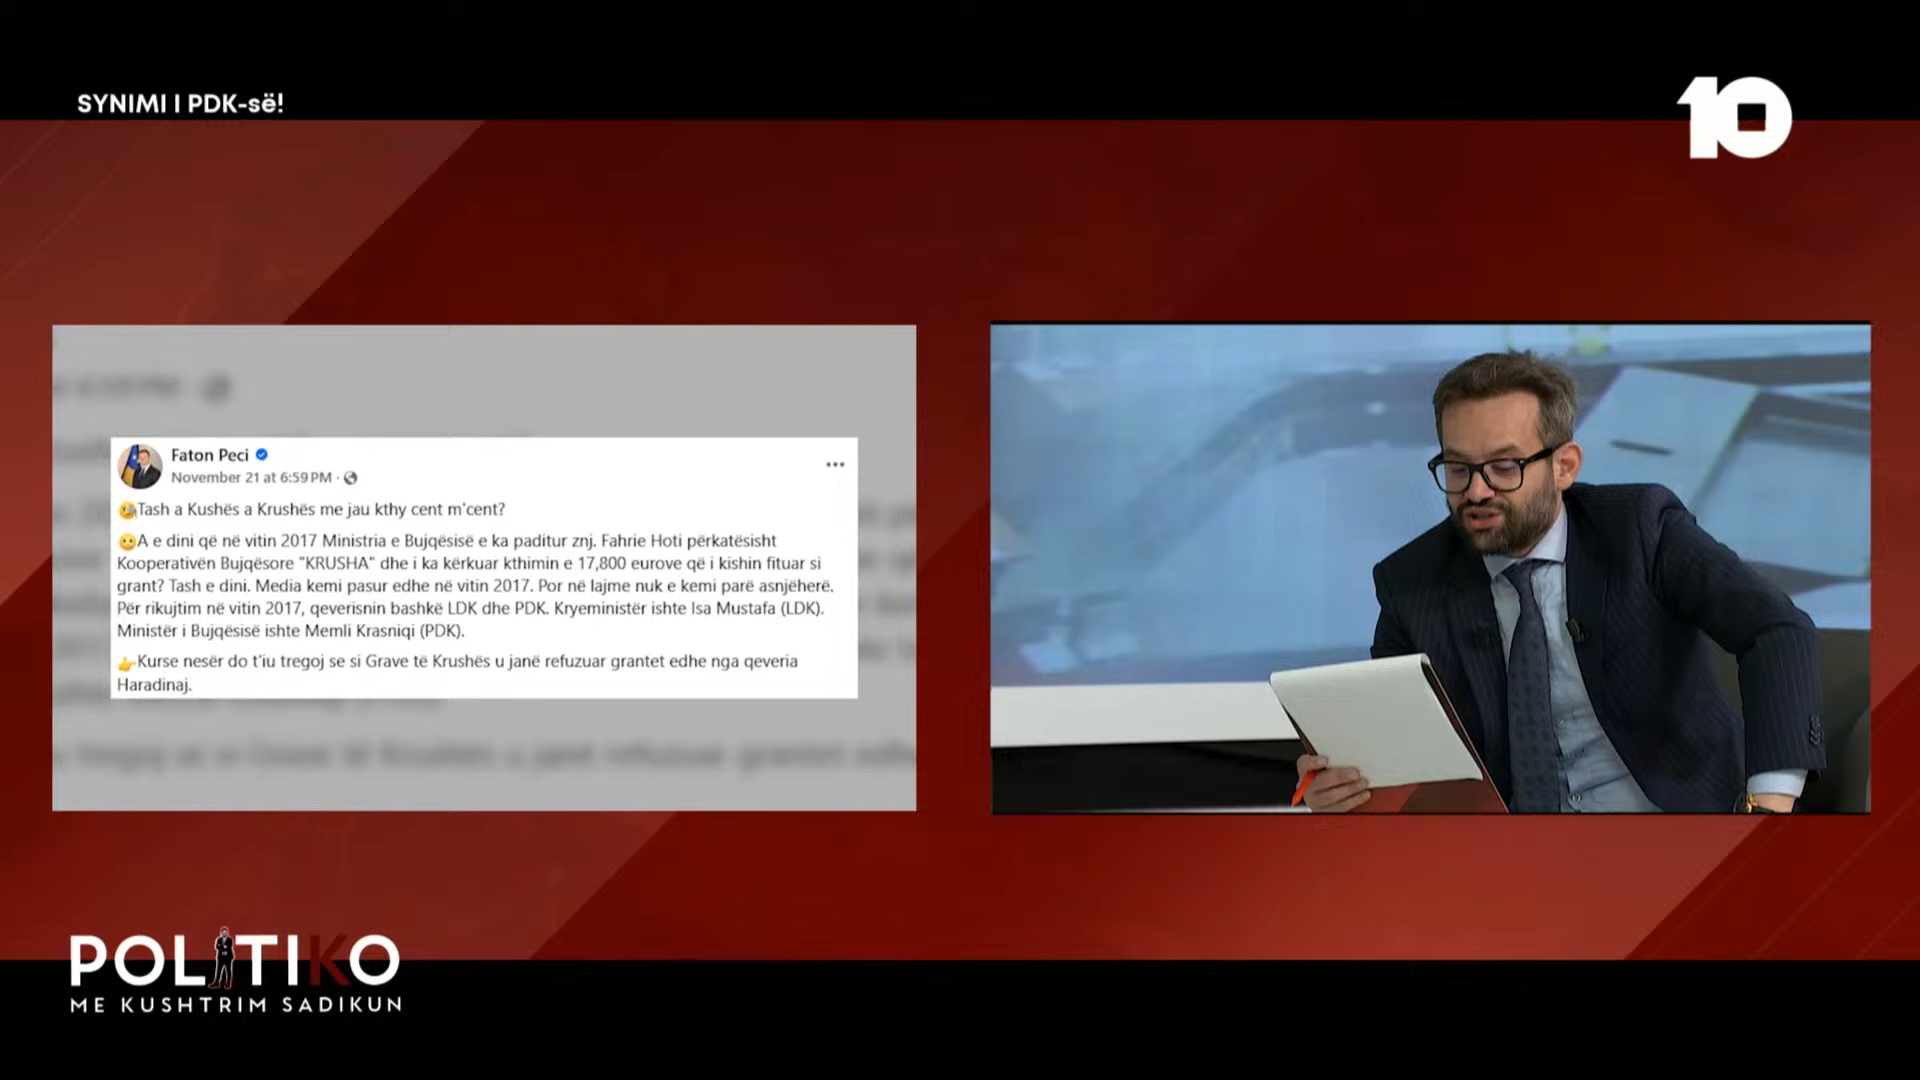 SYNIMI I PDK-së!
10
Faton Peci
November 21 at 6:59 PM ·
Tash a Kushës a Krushës me jau kthy cent m'cent?
A e dini që në vitin 2017 Ministria e Bujqësisë e ka paditur znj. Fahrie Hoti përkatësisht
Kooperativën Bujqësore "KRUSHA" dhe i ka kërkuar kthimin e 17,800 eurove që i kishin fituar si
grant? Tash e dini. Media kemi pasur edhe në vitin 2017. Por në lajme nuk e kemi parë asnjëherë.
Për rikujtim në vitin 2017, qeverisnin bashkë LDK dhe PDK. Kryeministër ishte Isa Mustafa (LDK).
Ministër i Bujqësisë ishte Memli Krasniqi (PDK).
Kurse nesër do t'iu tregoj se si Grave të Krushës u janë refuzuar grantet edhe nga qeveria
Haradinaj.
POLITIKO
ME KUSHTRIM SADIKUN